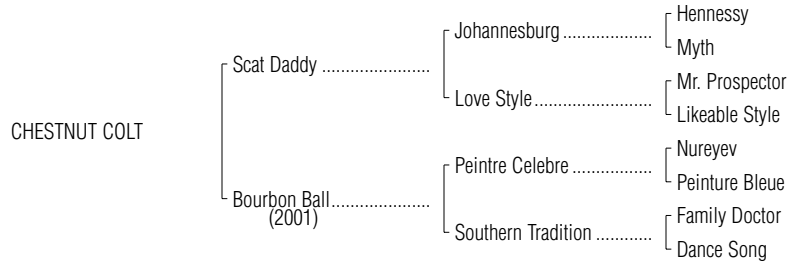 Hennessy
Johannesburg ....................
Myth
Scat Daddy ........................
Mr. Prospector
Love Style..........................
Likeable Style
CHESTNUT COLT
Nureyev
Peintre Celebre ..................
Peinture Bleue
Bourbon Ball......................
(2001)
Family Doctor
Southern Tradition ............
Dance Song